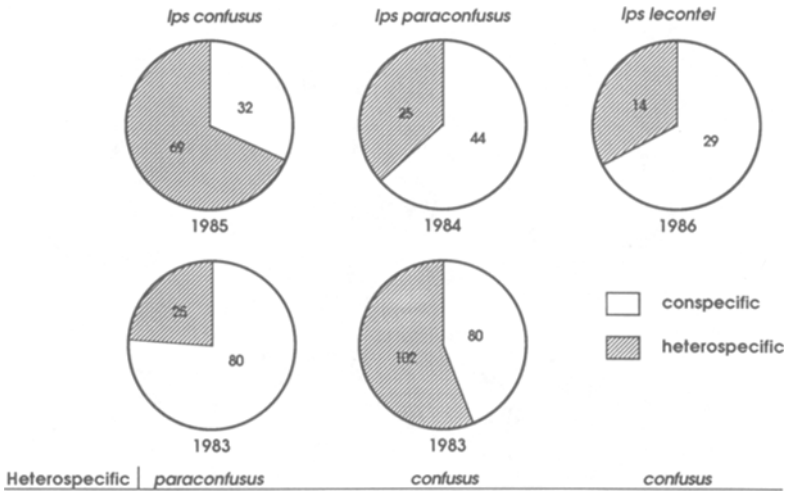 Ips confusus Ips paraconfusus Ips lecontei
32
69
25
44
14
29
1985 1984 1986
25
80
80
102
conspecific
heterospecific
1983 1983
Heterospecific paraconfusus confusus confusus